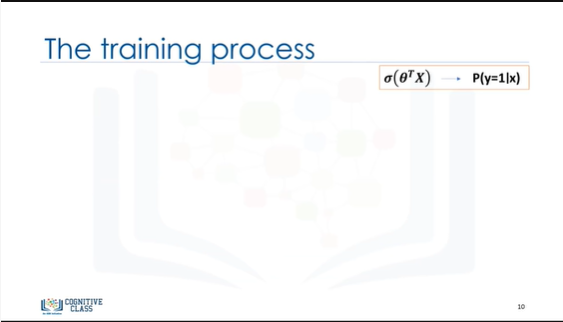 The training process
σ(θᵀX) → P(y=1|x)
COGNITIVE
CLASS
10